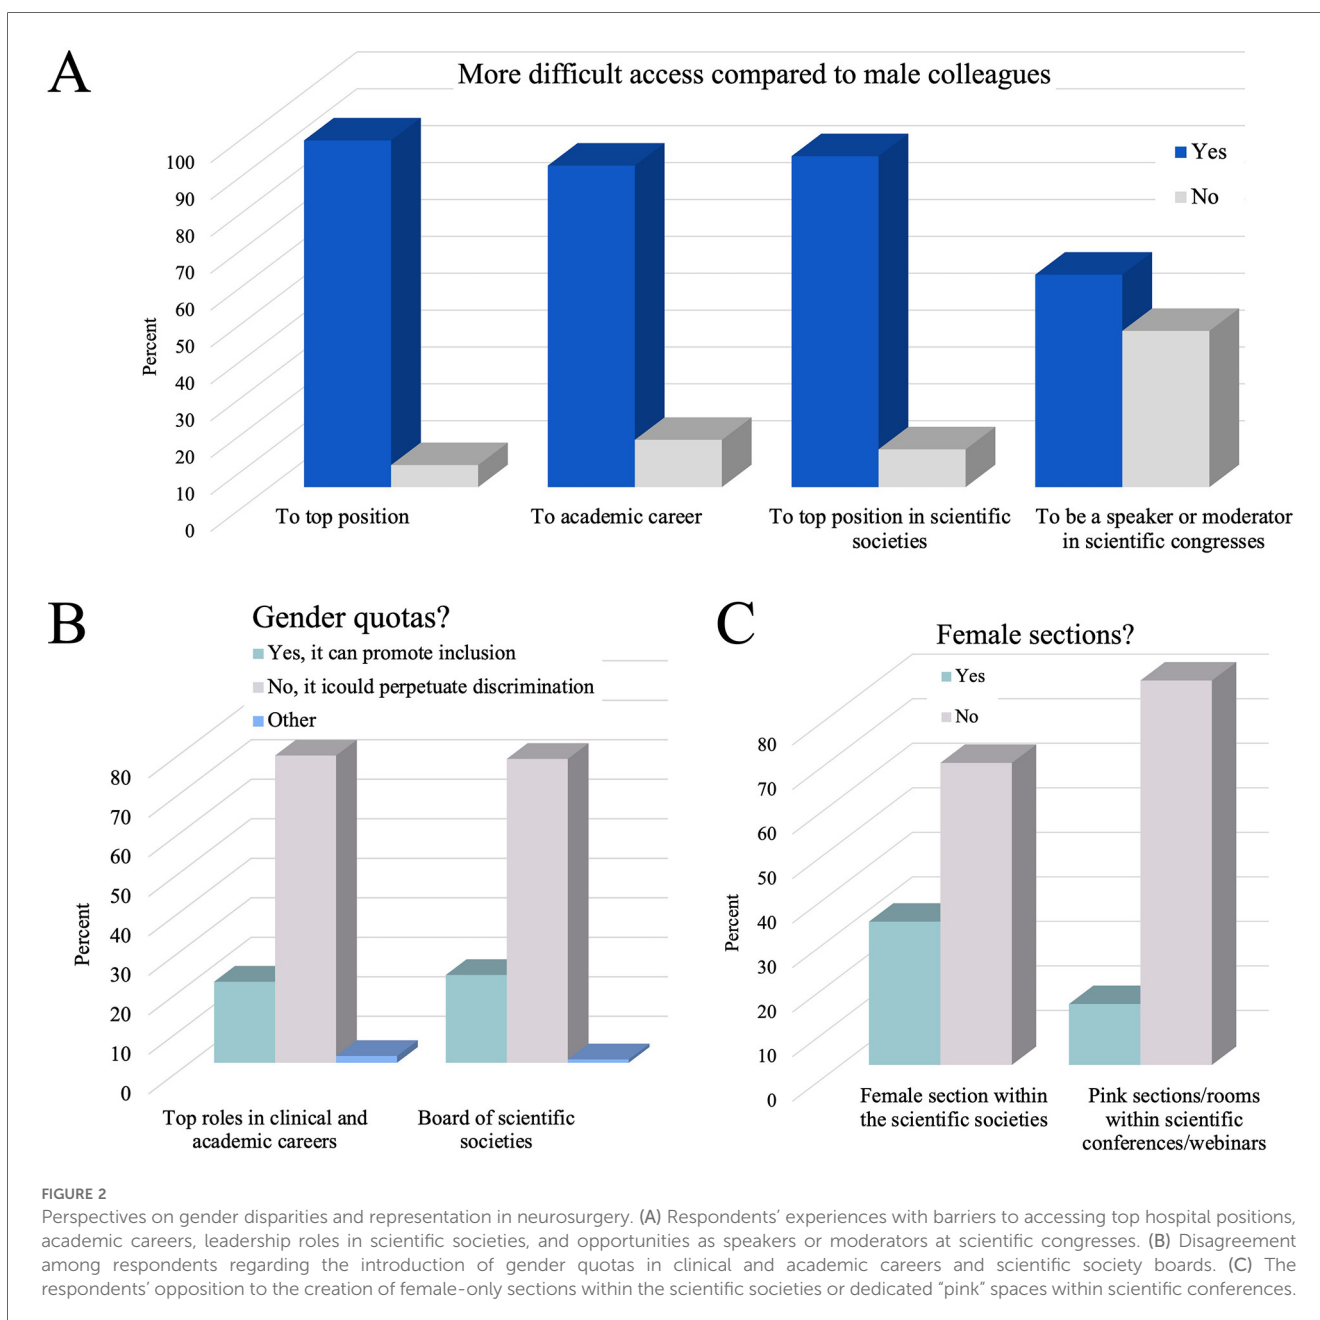 A
More difficult access compared to male colleagues
Yes
No
100
90
80
70
60
50
40
30
20
10
0
Percent
To top position
To academic career
To top position in scientific
societies
To be a speaker or moderator
in scientific congresses
B
Gender quotas?
Yes, it can promote inclusion
No, it icould perpetuate discrimination
Other
80
70
60
50
40
30
20
10
0
Percent
Top roles in clinical and
academic careers
Board of scientific
societies
C
Female sections?
Yes
No
80
70
60
50
40
30
20
10
0
Percent
Female section within
the scientific societies
Pink sections/rooms
within scientific
conferences/webinars
FIGURE 2
Perspectives on gender disparities and representation in neurosurgery. (A) Respondents’ experiences with barriers to accessing top hospital positions,
academic careers, leadership roles in scientific societies, and opportunities as speakers or moderators at scientific congresses. (B) Disagreement
among respondents regarding the introduction of gender quotas in clinical and academic careers and scientific society boards. (C) The
respondents’ opposition to the creation of female-only sections within the scientific societies or dedicated “pink” spaces within scientific conferences.